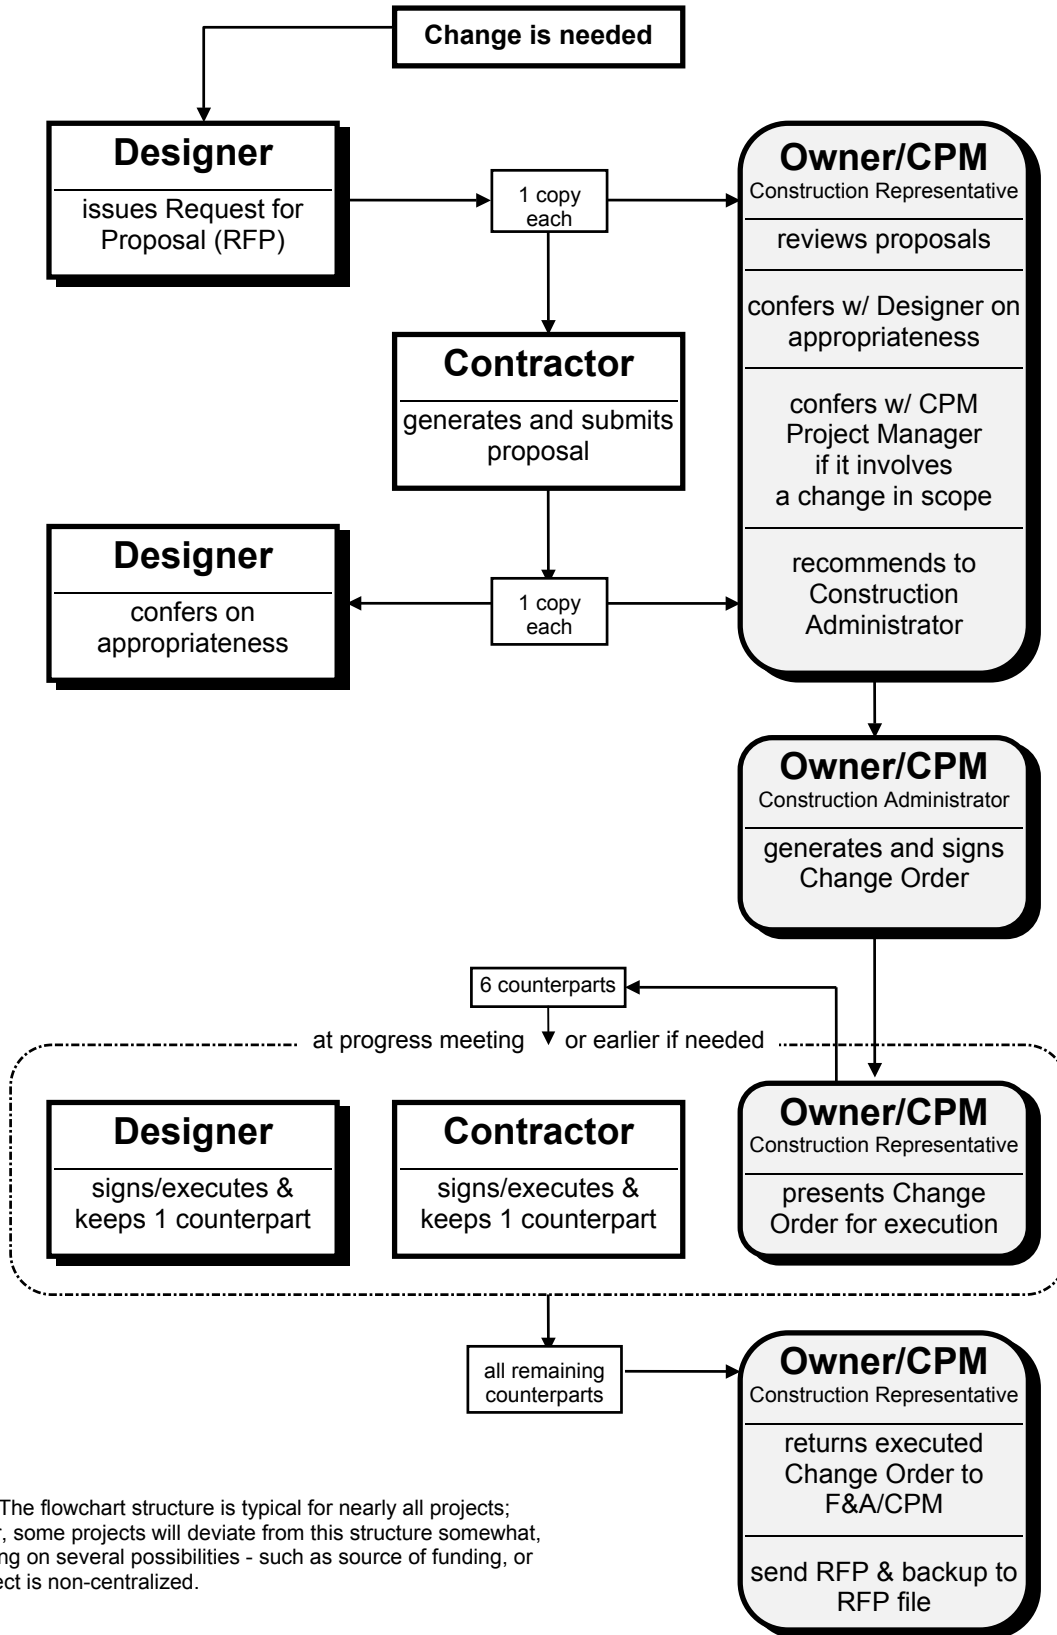 Change is needed
Designer
issues Request for
Proposal (RFP)
1 copy
each
Owner/CPM
Construction Representative
reviews proposals
confers w/ Designer on
appropriateness
confers w/ CPM
Project Manager
if it involves
a change in scope
recommends to
Construction
Administrator
Contractor
generates and submits
proposal
Designer
confers on
appropriateness
1 copy
each
Owner/CPM
Construction Administrator
generates and signs
Change Order
6 counterparts
at progress meeting or earlier if needed
Designer
signs/executes &
keeps 1 counterpart
Contractor
signs/executes &
keeps 1 counterpart
Owner/CPM
Construction Representative
presents Change
Order for execution
all remaining
counterparts
Owner/CPM
Construction Representative
returns executed
Change Order to
F&A/CPM
send RFP & backup to
RFP file
The flowchart structure is typical for nearly all projects;
, some projects will deviate from this structure somewhat,
ng on several possibilities - such as source of funding, or
ect is non-centralized.